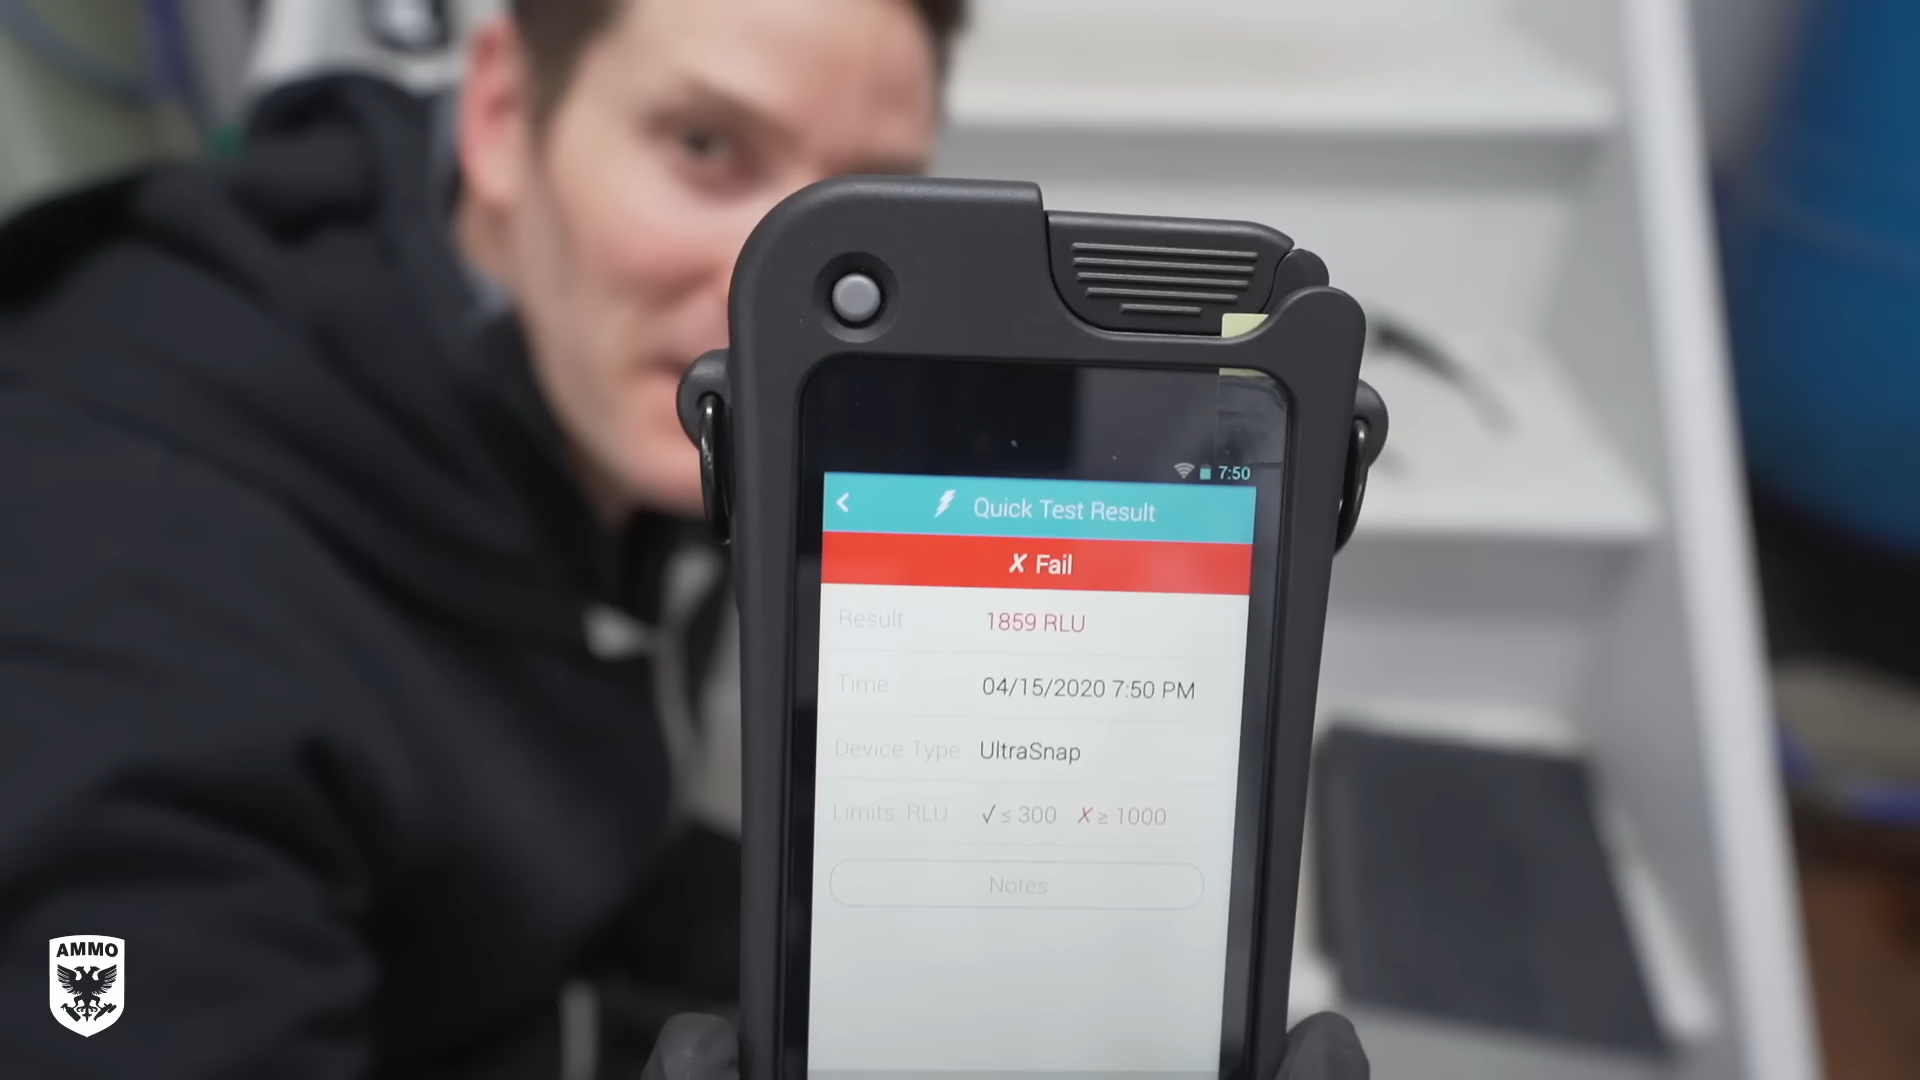 7:50
Quick Test Result
X Fail
Result 1859 RLU
Time 04/15/2020 7:50 PM
Device Type UltraSnap
Limits: RLU √ ≤ 300 X ≥ 1000
Notes
AMMO